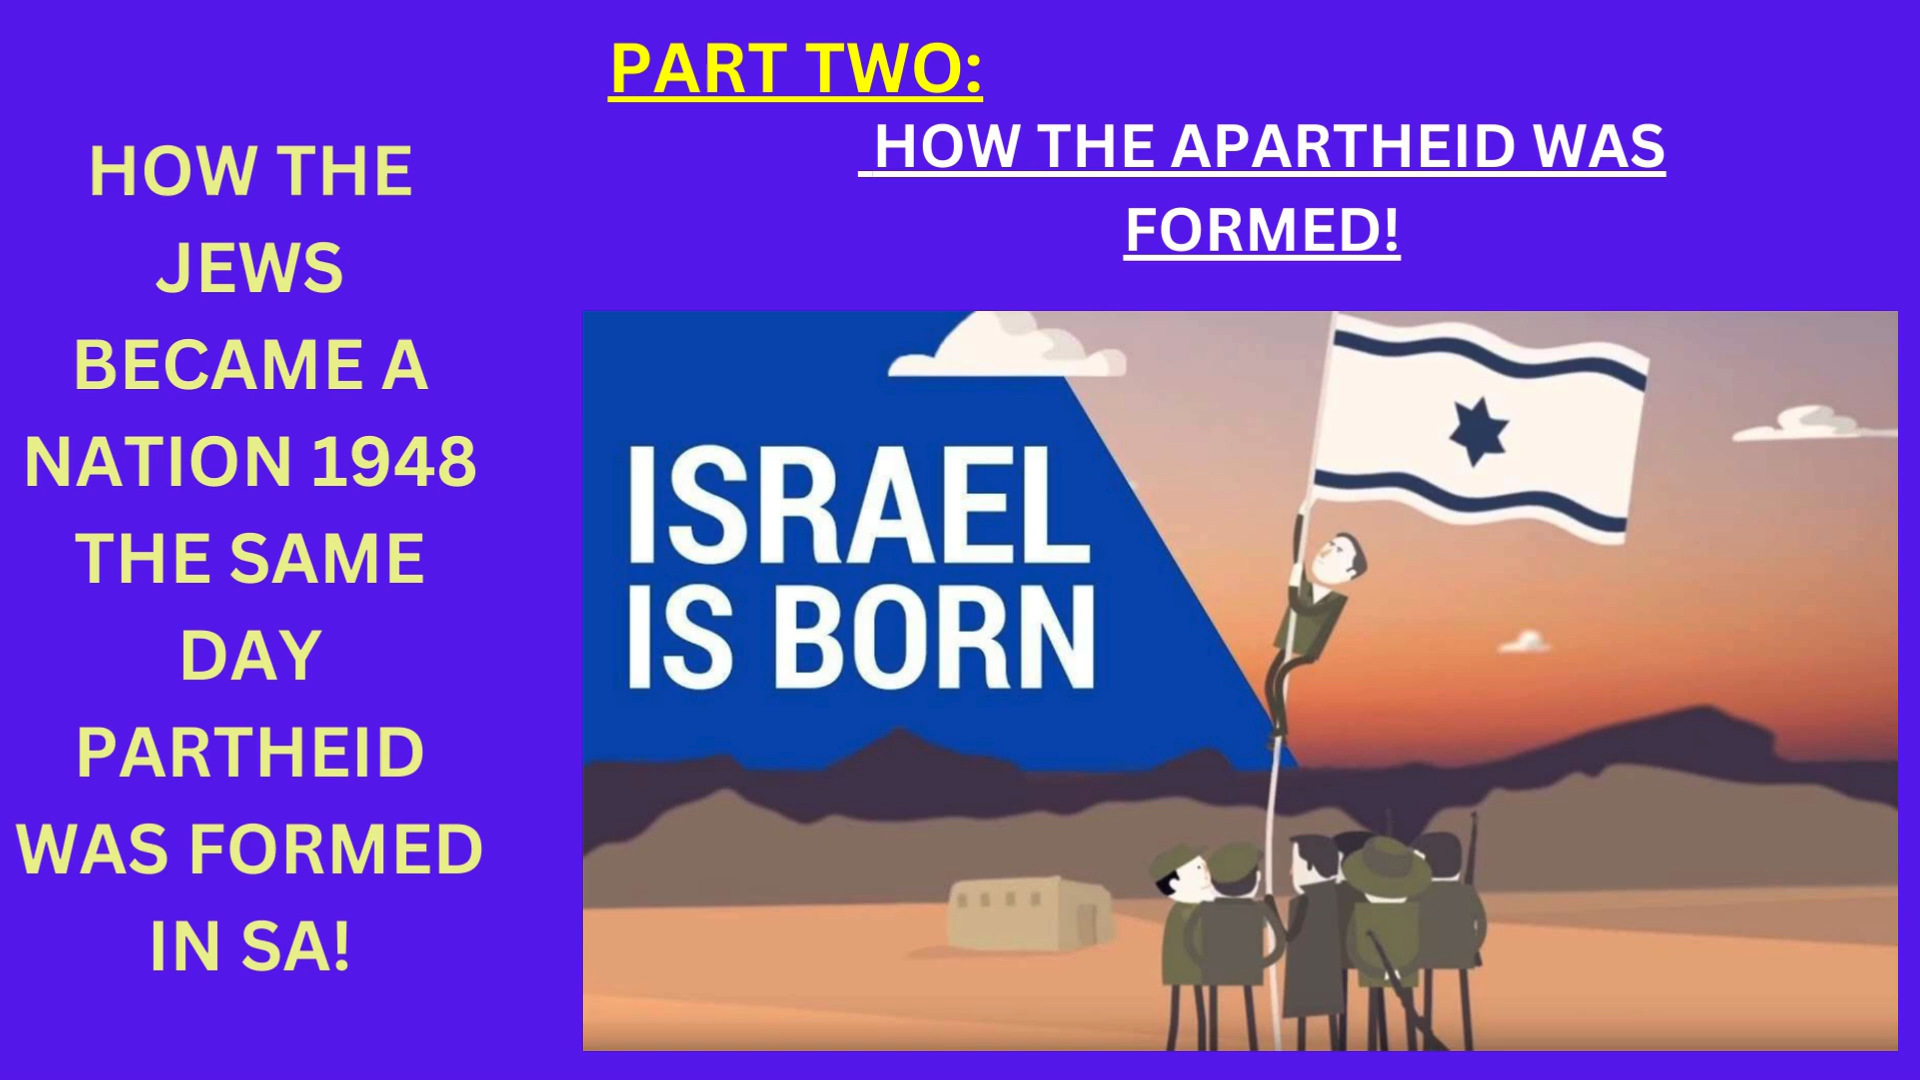 PART TWO:
HOW THE APARTHEID WAS
FORMED!
HOW THE
JEWS
BECAME A
NATION 1948
THE SAME
DAY
PARTHEID
WAS FORMED
IN SA!
ISRAEL
IS BORN